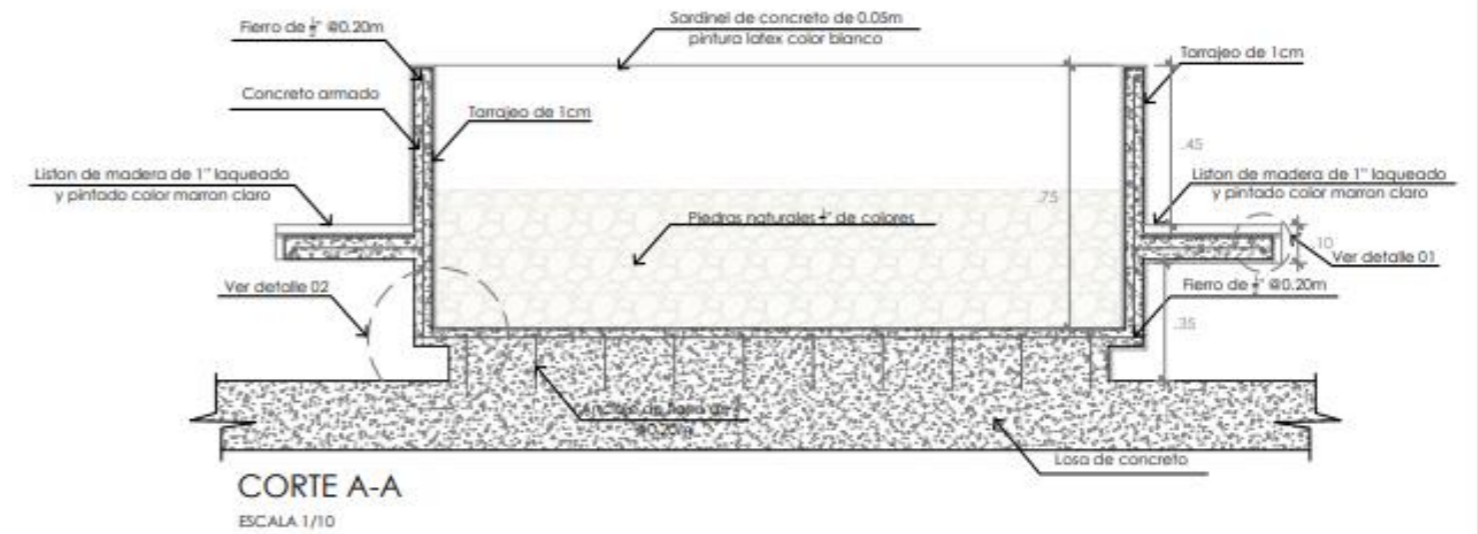 Fierro de ½" @0.20m
Sardinel de concreto de 0.05m
pintura latex color blanco
Tarrajeo de 1cm
Concreto armado
Tarrajeo de 1cm
.45
Liston de madera de 1" laqueado
y pintado color marron claro
Liston de madera de 1" laqueado
y pintado color marron claro
.75
Piedras naturales de colores
.10
Ver detalle 01
Ver detalle 02
Fierro de @0.20m
.35
de
@0.20m
Losa de concreto
CORTE A-A
ESCALA 1/10